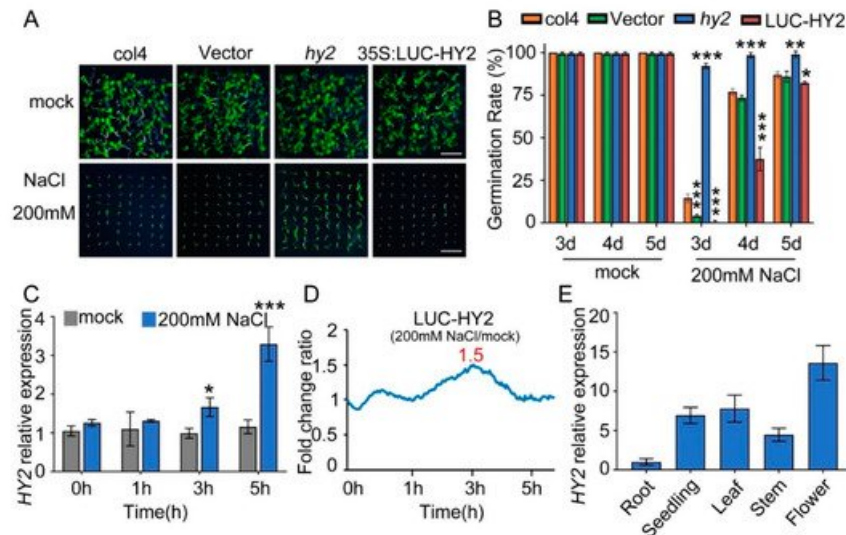 A
col4 Vector hy2 35S:LUC-HY2
mock
NaCl
200mM
B
col4 Vector hy2 LUC-HY2
Germination Rate (%)
100
75
50
25
0
***
***
***
***
***
**
*
3d 4d 5d 3d 4d 5d
mock 200mM NaCl
C
mock 200mM NaCl
HY2 relative expression
4
3
2
1
0
*
***
0h 1h 3h 5h
Time(h)
D
LUC-HY2
(200mM NaCl/mock)
1.5
Fold change ratio
2
1.5
1
0.5
0
0h 1h 3h 5h
Time(h)
E
HY2 relative expression
20
15
10
5
0
Root Seedling Leaf Stem Flower